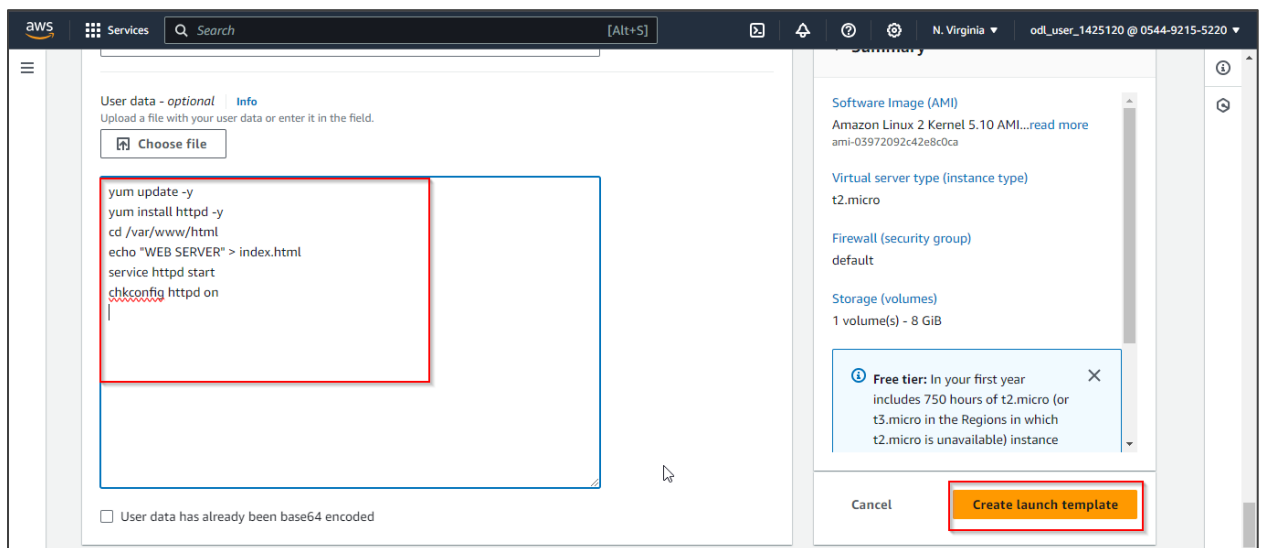 aws
Services
Search
[Alt+S]
N. Virginia
odl_user_1425120 @ 0544-9215-5220
Summary
User data - optional
Info
Upload a file with your user data or enter it in the field.
Choose file
yum update -y
yum install httpd -y
cd /var/www/html
echo "WEB SERVER" > index.html
service httpd start
chkconfig httpd on
User data has already been base64 encoded
Software Image (AMI)
Amazon Linux 2 Kernel 5.10 AMI...read more
ami-03972092c42e8c0ca
Virtual server type (instance type)
t2.micro
Firewall (security group)
default
Storage (volumes)
1 volume(s) - 8 GiB
Free tier: In your first year
includes 750 hours of t2.micro (or
t3.micro in the Regions in which
t2.micro is unavailable) instance
Cancel
Create launch template